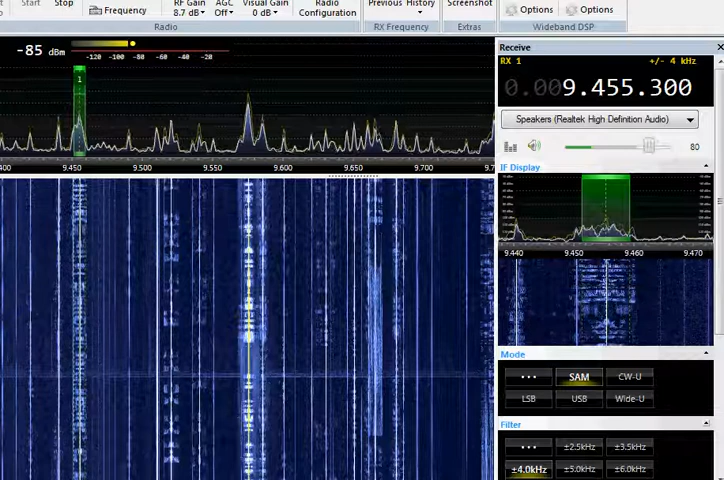 Start Stop Frequency RF Gain AGC Visual Gain Radio Previous History Screenshot Options Options
8.7 dB Off 0 dB Configuration
Radio RX Frequency Extras Wideband DSP
-85 dBm
-120 -100 -80 -60 -40 -20
1
9.450 9.500 9.550 9.600 9.650 9.700
Receive
RX 1 +/- 4 kHz
0.009.455.300
Speakers (Realtek High Definition Audio)
80
IF Display
9.440 9.450 9.460 9.470
Mode
... SAM CW-U
LSB USB Wide-U
Filter
... ±2.5kHz ±3.5kHz
±4.0kHz ±5.0kHz ±6.0kHz